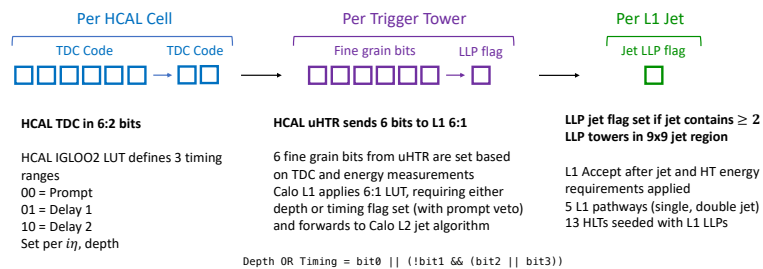 Per HCAL Cell
TDC Code
TDC Code
HCAL TDC in 6:2 bits
HCAL IGLOO2 LUT defines 3 timing
ranges
00 = Prompt
01 = Delay 1
10 = Delay 2
Set per iη, depth
Per Trigger Tower
Fine grain bits
LLP flag
HCAL uHTR sends 6 bits to L1 6:1
6 fine grain bits from uHTR are set based
on TDC and energy measurements
Calo L1 applies 6:1 LUT, requiring either
depth or timing flag set (with prompt veto)
and forwards to Calo L2 jet algorithm
Per L1 Jet
Jet LLP flag
LLP jet flag set if jet contains ≥ 2
LLP towers in 9x9 jet region
L1 Accept after jet and HT energy
requirements applied
5 L1 pathways (single, double jet)
13 HLTs seeded with L1 LLPs
Depth OR Timing = bit0 || (!bit1 && (bit2 || bit3))